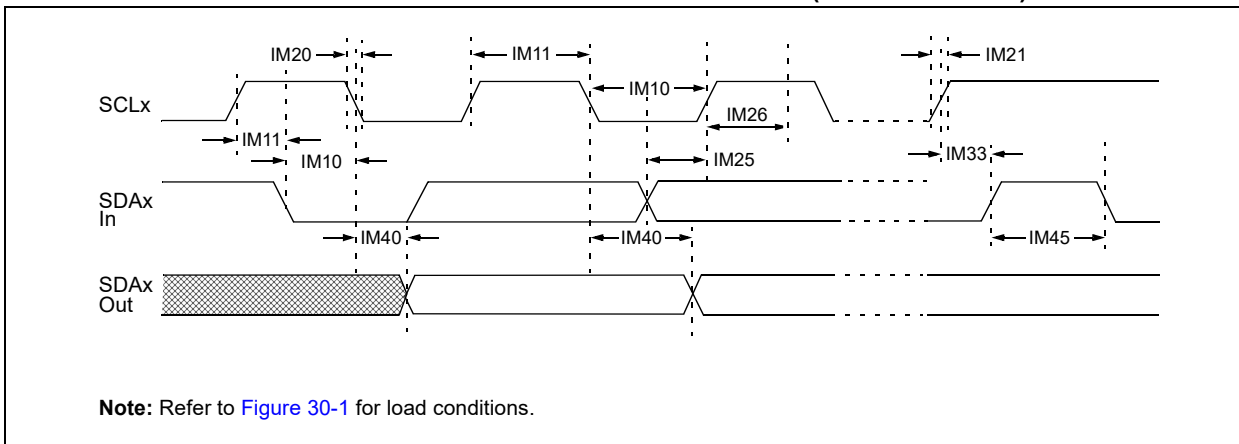 IM20
IM11
IM21
SCLx
IM10
IM26
IM11
IM10
IM25
IM33
SDAx
In
IM40
IM40
IM45
SDAx
Out
Note: Refer to Figure 30-1 for load conditions.